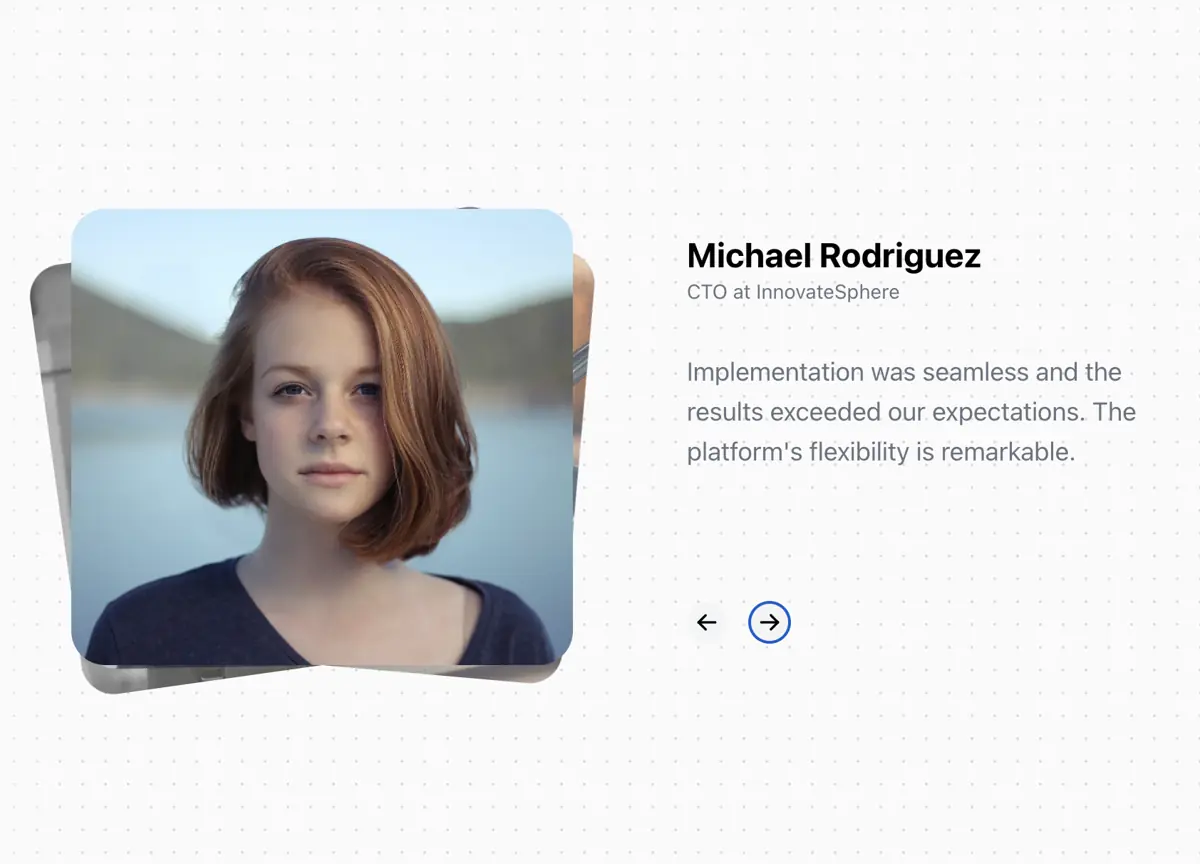 Michael Rodriguez
CTO at InnovateSphere
Implementation was seamless and the
results exceeded our expectations. The
platform's flexibility is remarkable.